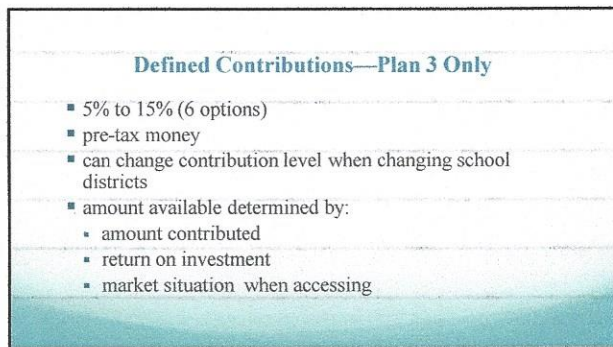 Defined Contributions—Plan 3 Only
▪ 5% to 15% (6 options)
▪ pre-tax money
▪ can change contribution level when changing school
districts
▪ amount available determined by:
▪ amount contributed
▪ return on investment
▪ market situation when accessing